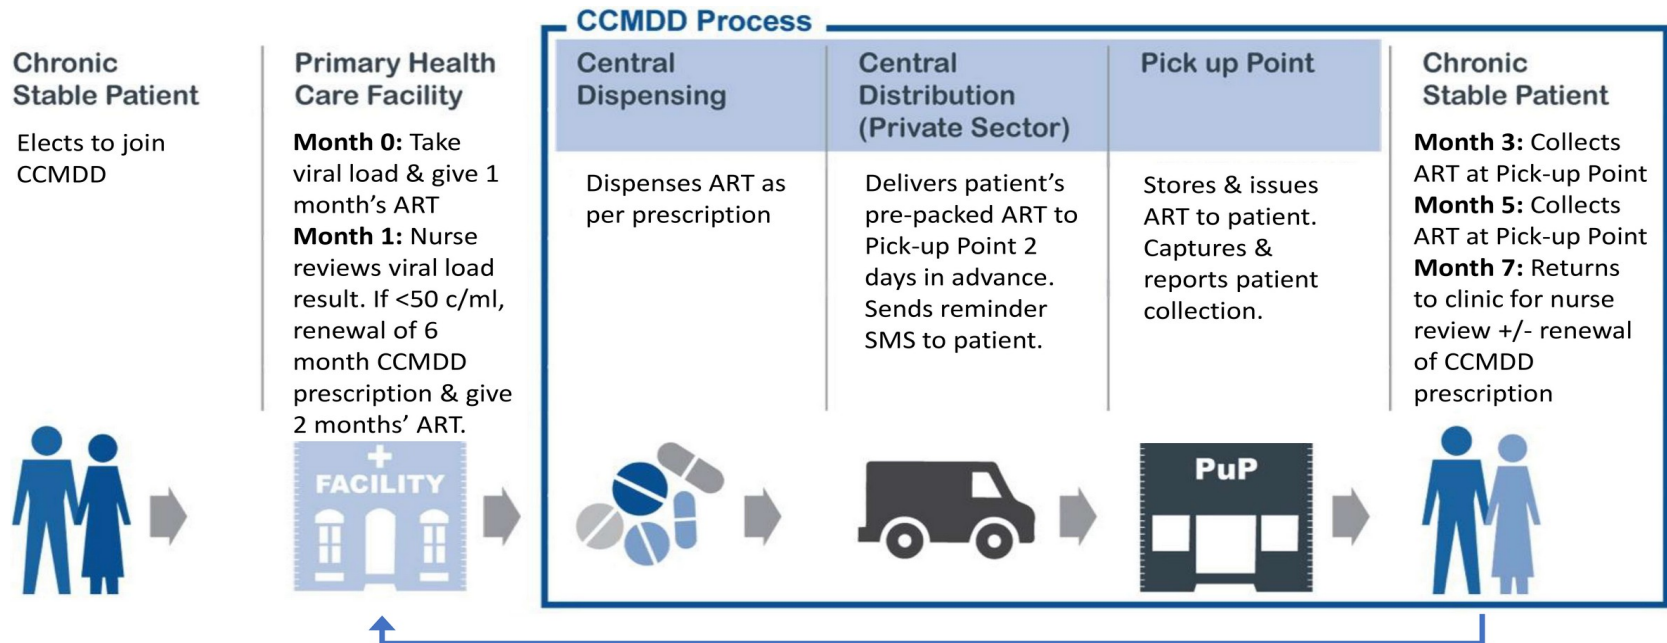 CCMDD Process
Chronic
Stable Patient
Elects to join
CCMDD
Primary Health
Care Facility
Month 0: Take
viral load & give 1
month’s ART
Month 1: Nurse
reviews viral load
result. If <50 c/ml,
renewal of 6
month CCMDD
prescription & give
2 months’ ART.
FACILITY
Central
Dispensing
Dispenses ART as
per prescription
Central
Distribution
(Private Sector)
Delivers patient’s
pre-packed ART to
Pick-up Point 2
days in advance.
Sends reminder
SMS to patient.
Pick up Point
Stores & issues
ART to patient.
Captures &
reports patient
collection.
PuP
Chronic
Stable Patient
Month 3: Collects
ART at Pick-up Point
Month 5: Collects
ART at Pick-up Point
Month 7: Returns
to clinic for nurse
review +/- renewal
of CCMDD
prescription